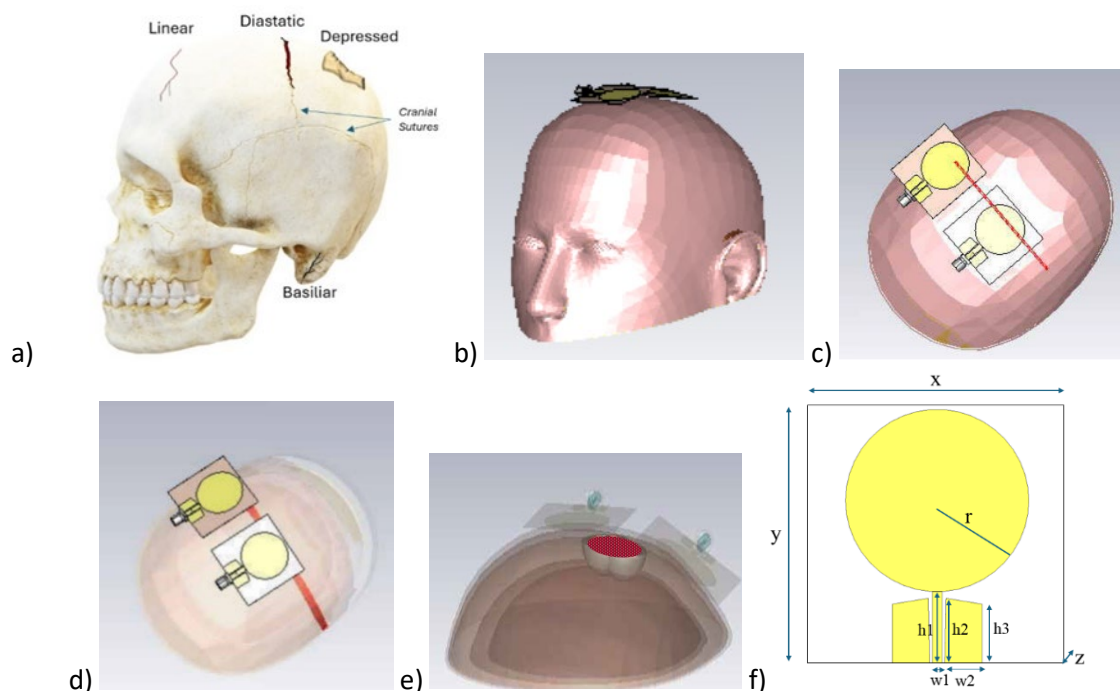 Linear
Diastatic
Depressed
Cranial
Sutures
Basiliar
a)
b)
c)
x
y
r
h1
h2
h3
w1
w2
z
d)
e)
f)